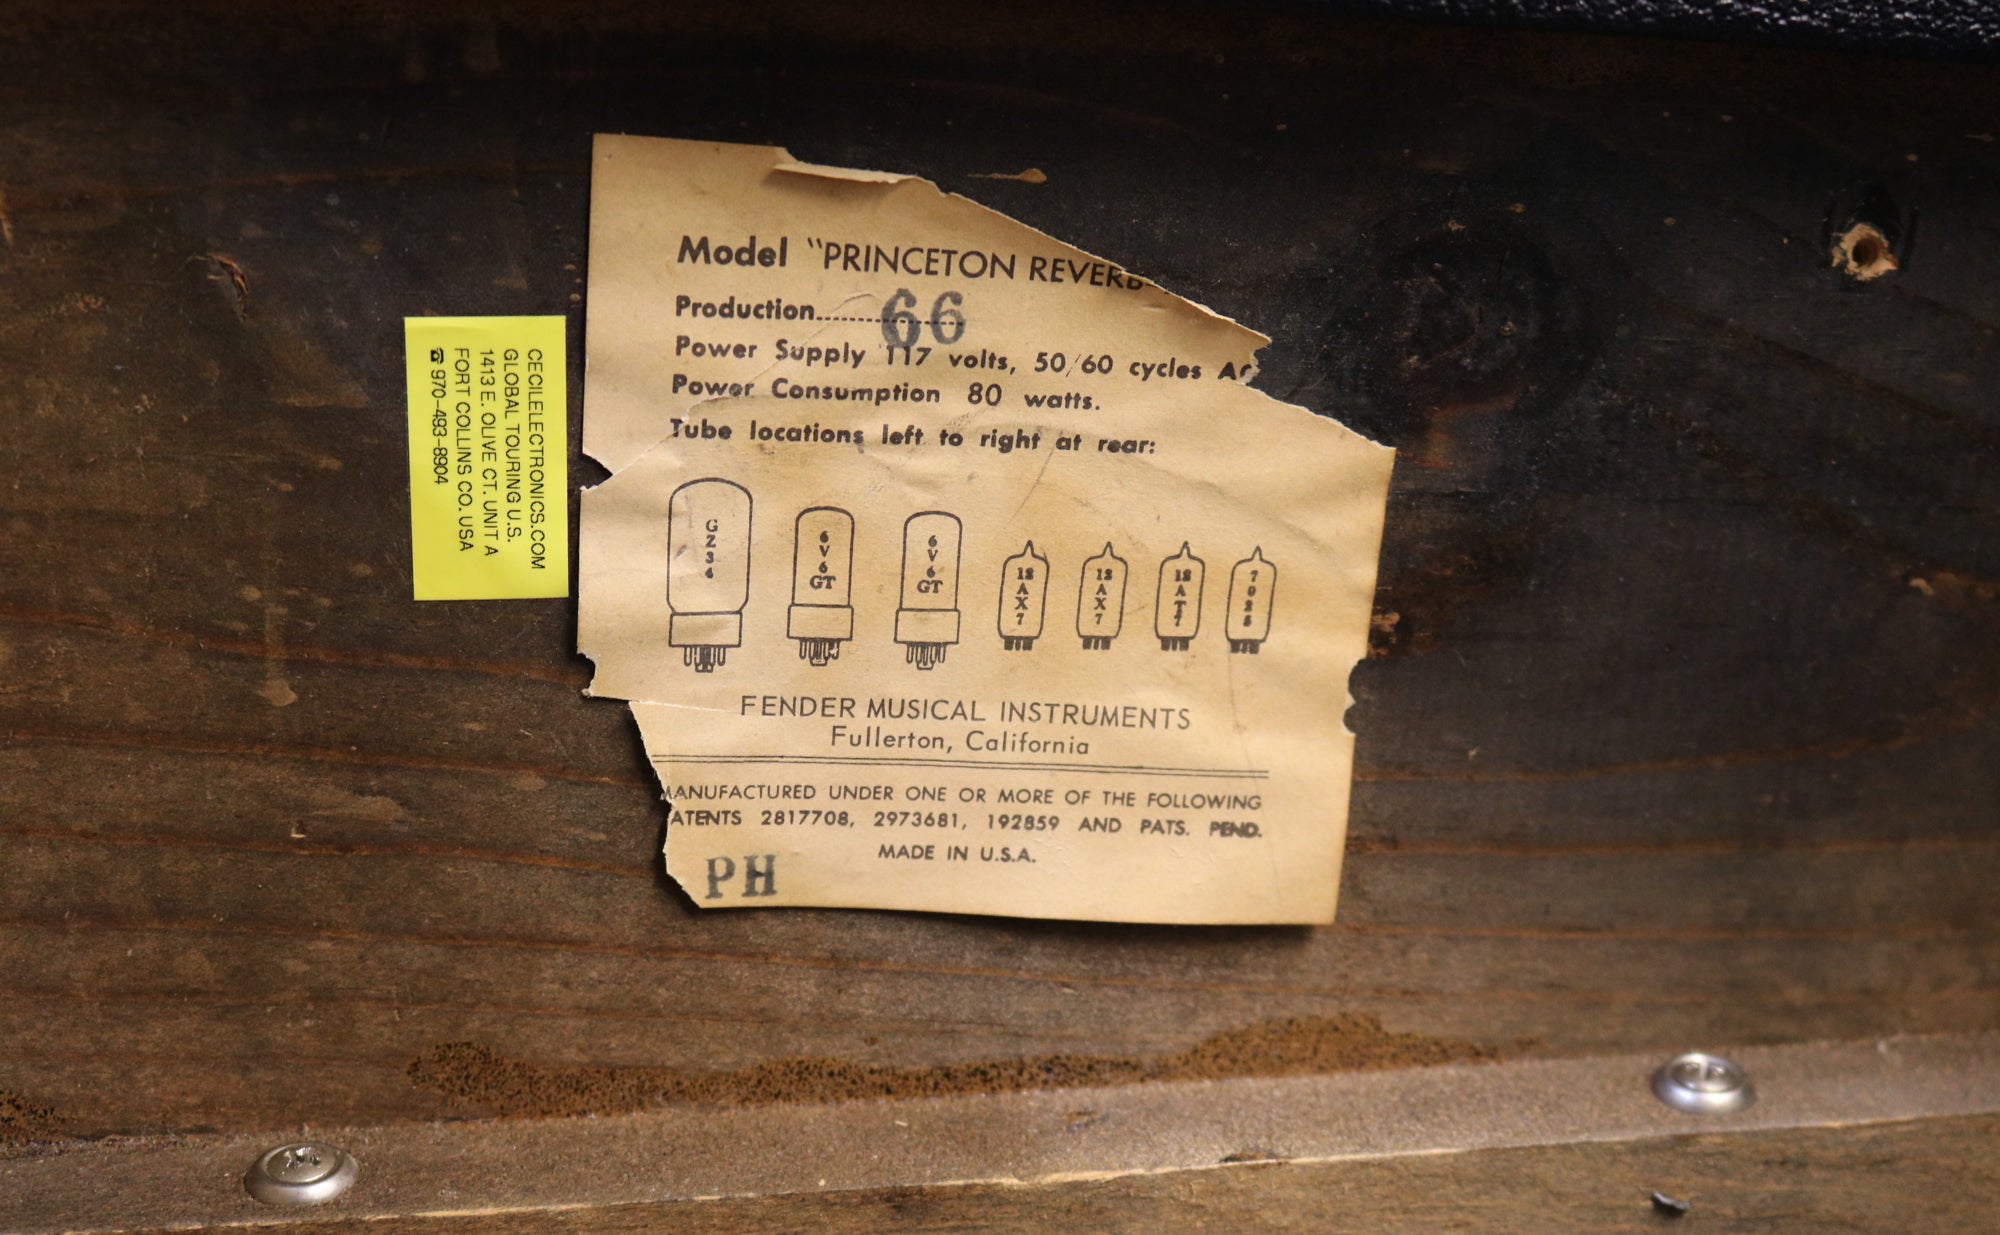 CECILELECTRONICS.COM
GLOBAL TOURING U.S.
1413 E. OLIVE CT. UNIT A
FORT COLLINS CO. USA
☎ 970-493-8904
Model "PRINCETON REVERB-
Production.................. 66
Power Supply 117 volts, 50/60 cycles AC
Power Consumption 80 watts.
Tube locations left to right at rear:
GZ34
6V6GT
6V6GT
12AX7
12AX7
12AT7
7025
FENDER MUSICAL INSTRUMENTS
Fullerton, California
MANUFACTURED UNDER ONE OR MORE OF THE FOLLOWING
ATENTS 2817708, 2973681, 192859 AND PATS. PEND.
MADE IN U.S.A.
PH